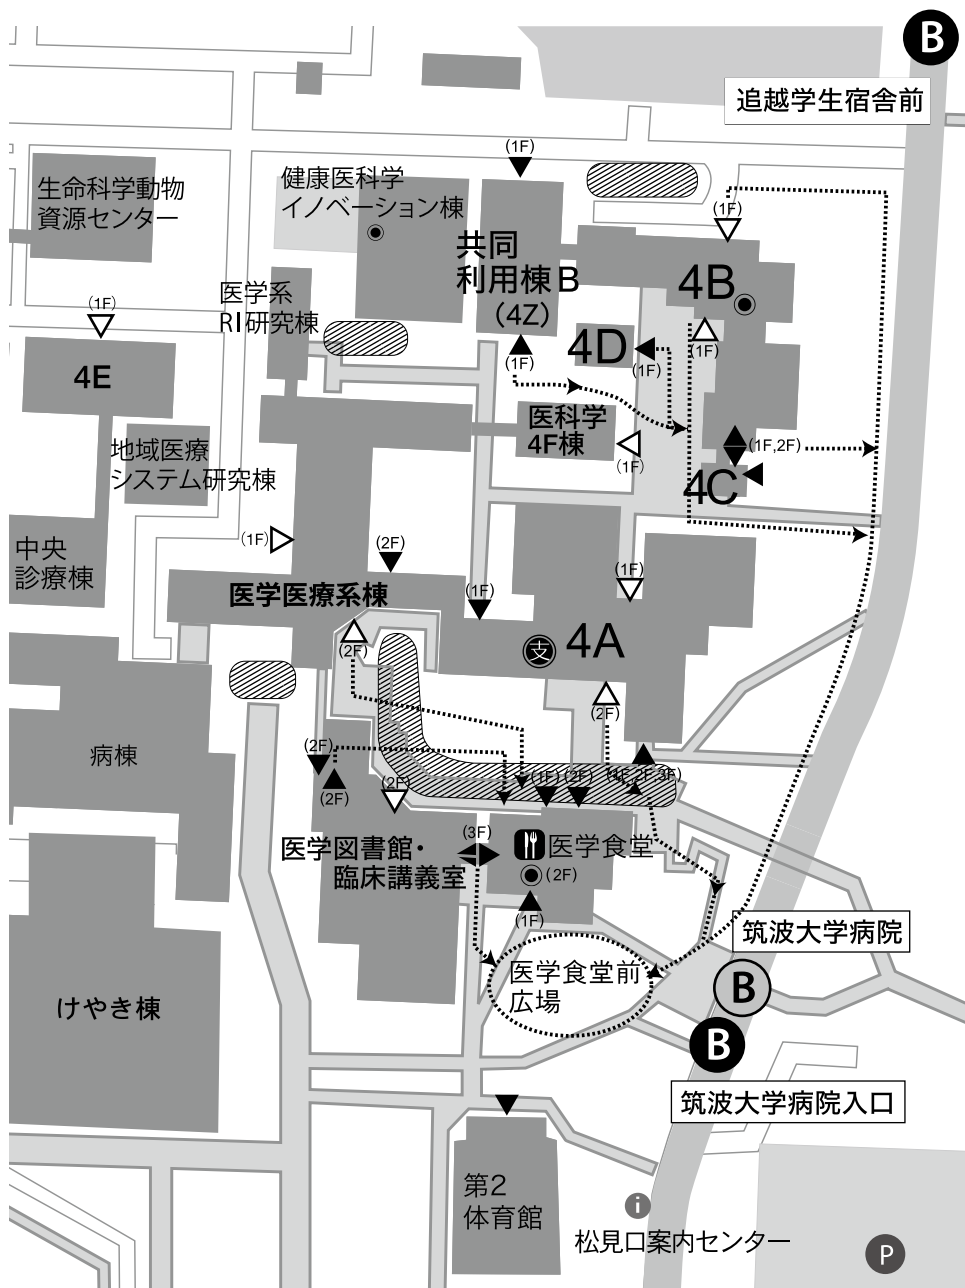 B
追越学生宿舎前
(1F)
生命科学動物
資源センター
健康医科学
イノベーション棟
(1F)
共同
利用棟B
(4Z)
4B
医学系
RI研究棟
(1F)
(1F)
4D
(1F)
(1F)
4E
医科学
4F棟
(1F)
(1F,2F)
地域医療
システム研究棟
4C
中央
診療棟
(1F)
(2F)
(1F)
(1F)
医学医療系棟
支
4A
(2F)
(2F)
病棟
(2F)
(2F)
(2F)
(1F)
(2F)
(1F,2F,3F)
(3F)
医学図書館・
臨床講義室
医学食堂
(2F)
(1F)
筑波大学病院
医学食堂前
広場
B
けやき棟
B
筑波大学病院入口
第2
体育館
i
松見口案内センター
P